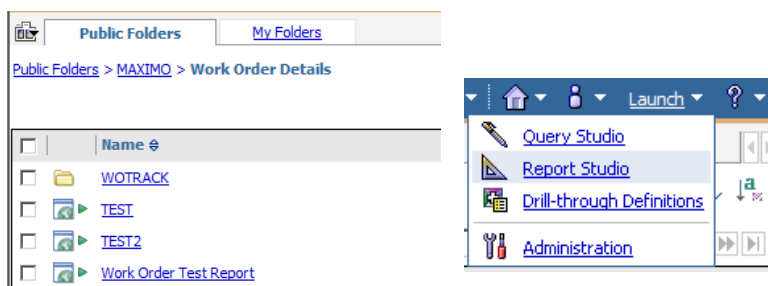 Public Folders My Folders
Public Folders > MAXIMO > Work Order Details
Name
WOTRACK
TEST
TEST2
Work Order Test Report
Launch ?
Query Studio
Report Studio
Drill-through Definitions
Administration
a